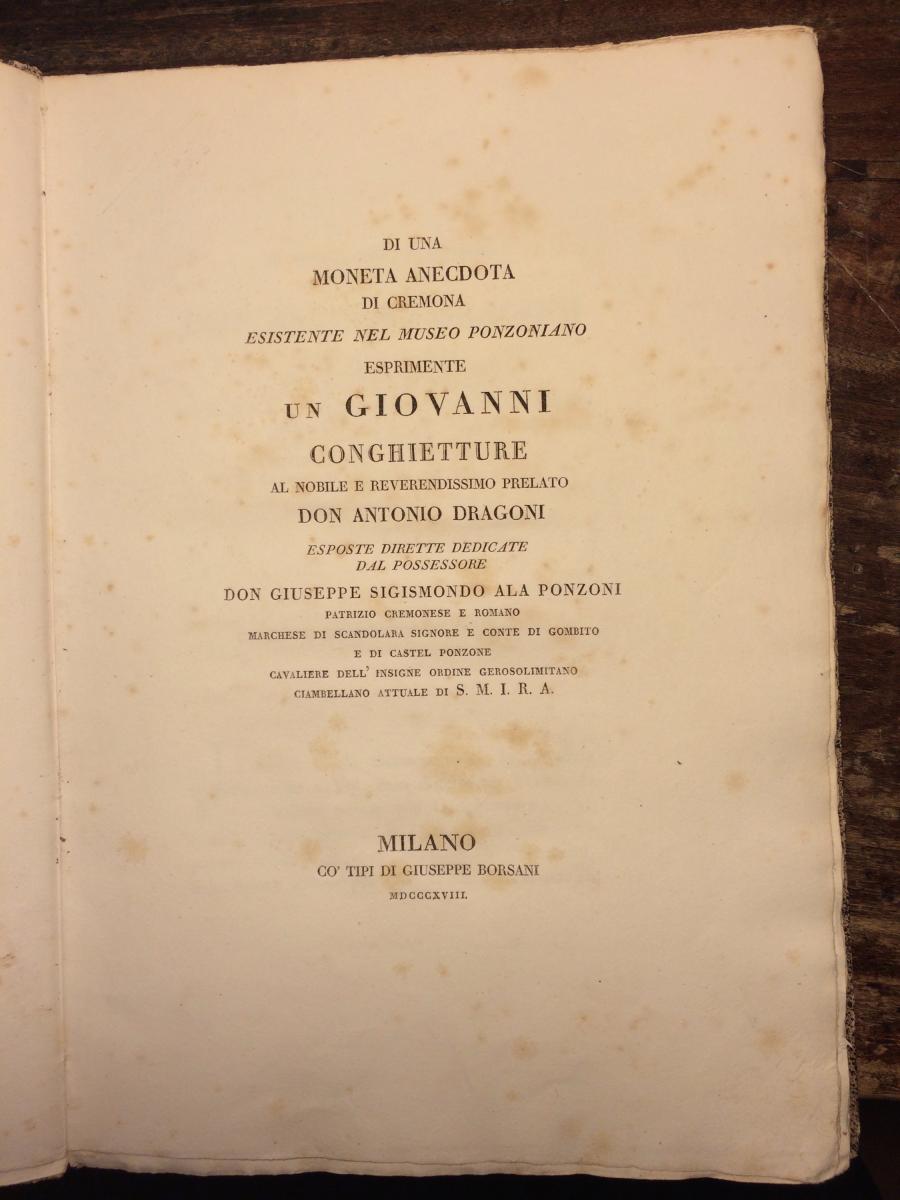 DI UNA
MONETA ANECDOTA
DI CREMONA
ESISTENTE NEL MUSEO PONZONIANO
ESPRIMENTE
UN GIOVANNI
CONGHIETTURE
AL NOBILE E REVERENDISSIMO PRELATO
DON ANTONIO DRAGONI
ESPOSTE DIRETTE DEDICATE
DAL POSSESSORE
DON GIUSEPPE SIGISMONDO ALA PONZONI
PATRIZIO CREMONESE E ROMANO
MARCHESE DI SCANDOLARA SIGNORE E CONTE DI GOMBITO
E DI CASTEL PONZONE
CAVALIERE DELL' INSIGNE ORDINE GEROSOLIMITANO
CIAMBELLANO ATTUALE DI S. M. I. R. A.
MILANO
CO' TIPI DI GIUSEPPE BORSANI
MDCCCXVIII.